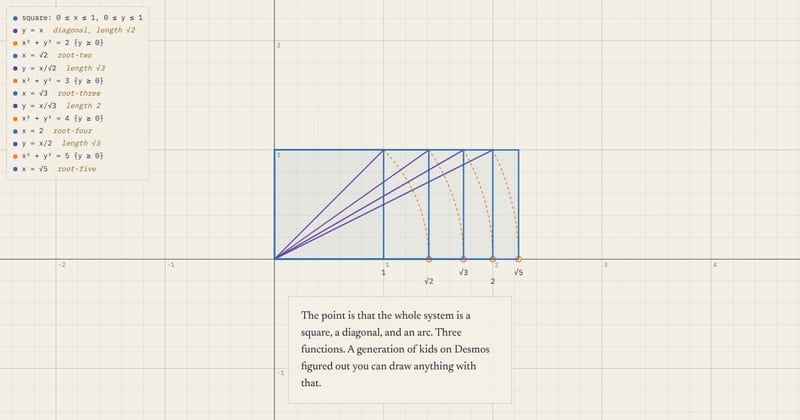 square: 0 ≤ x ≤ 1, 0 ≤ y ≤ 1
y = x diagonal, length √2
x² + y² = 2 {y ≥ 0}
x = √2 root-two
y = x/√2 length √3
x² + y² = 3 {y ≥ 0}
x = √3 root-three
y = x/√3 length 2
x² + y² = 4 {y ≥ 0}
x = 2 root-four
y = x/2 length √5
x² + y² = 5 {y ≥ 0}
x = √5 root-five
2
1
-2 -1 1 2 3 4
1 √2 √3 2 √5
-1
The point is that the whole system is a
square, a diagonal, and an arc. Three
functions. A generation of kids on Desmos
figured out you can draw anything with
that.